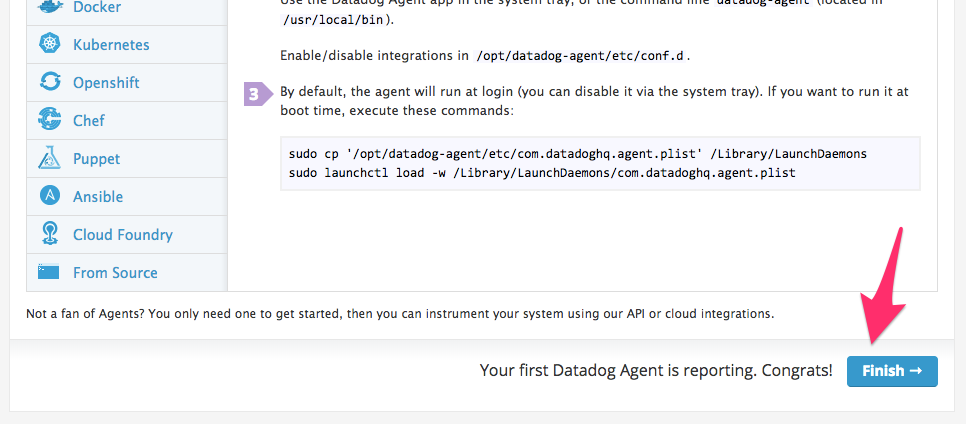 Docker
Kubernetes
Openshift
Chef
Puppet
Ansible
Cloud Foundry
From Source
Use the Datadog Agent app in the system tray, or the command line datadog-agent (located in
/usr/local/bin).
Enable/disable integrations in /opt/datadog-agent/etc/conf.d.
3
By default, the agent will run at login (you can disable it via the system tray). If you want to run it at
boot time, execute these commands:
sudo cp '/opt/datadog-agent/etc/com.datadoghq.agent.plist' /Library/LaunchDaemons
sudo launchctl load -w /Library/LaunchDaemons/com.datadoghq.agent.plist
Not a fan of Agents? You only need one to get started, then you can instrument your system using our API or cloud integrations.
Your first Datadog Agent is reporting. Congrats!
Finish →